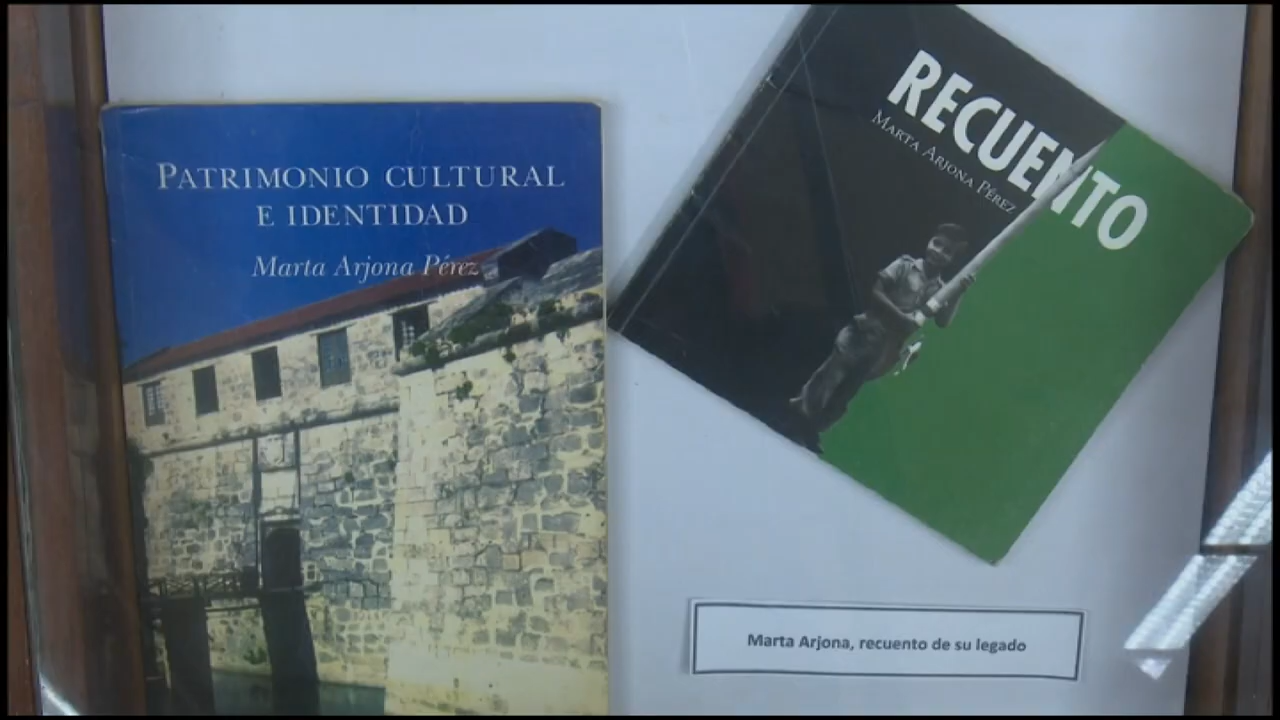 PATRIMONIO CULTURAL
E IDENTIDAD
Marta Arjona Pérez
RECUENTO
MARTA ARJONA PÉREZ
Marta Arjona, recuento de su legado